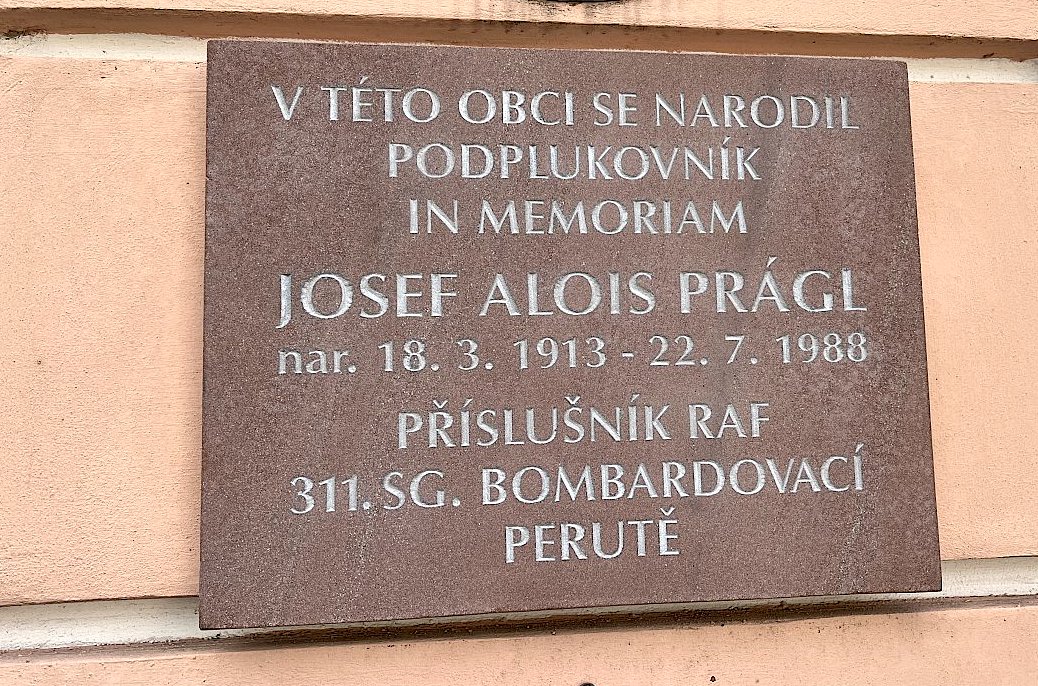 V TÉTO OBCI SE NARODIL
PODPLUKOVNÍK
IN MEMORIAM
JOSEF ALOIS PRÁGL
nar. 18. 3. 1913 - 22. 7. 1988
PŘÍSLUŠNÍK RAF
311. SG. BOMBARDOVACÍ
PERUTĚ